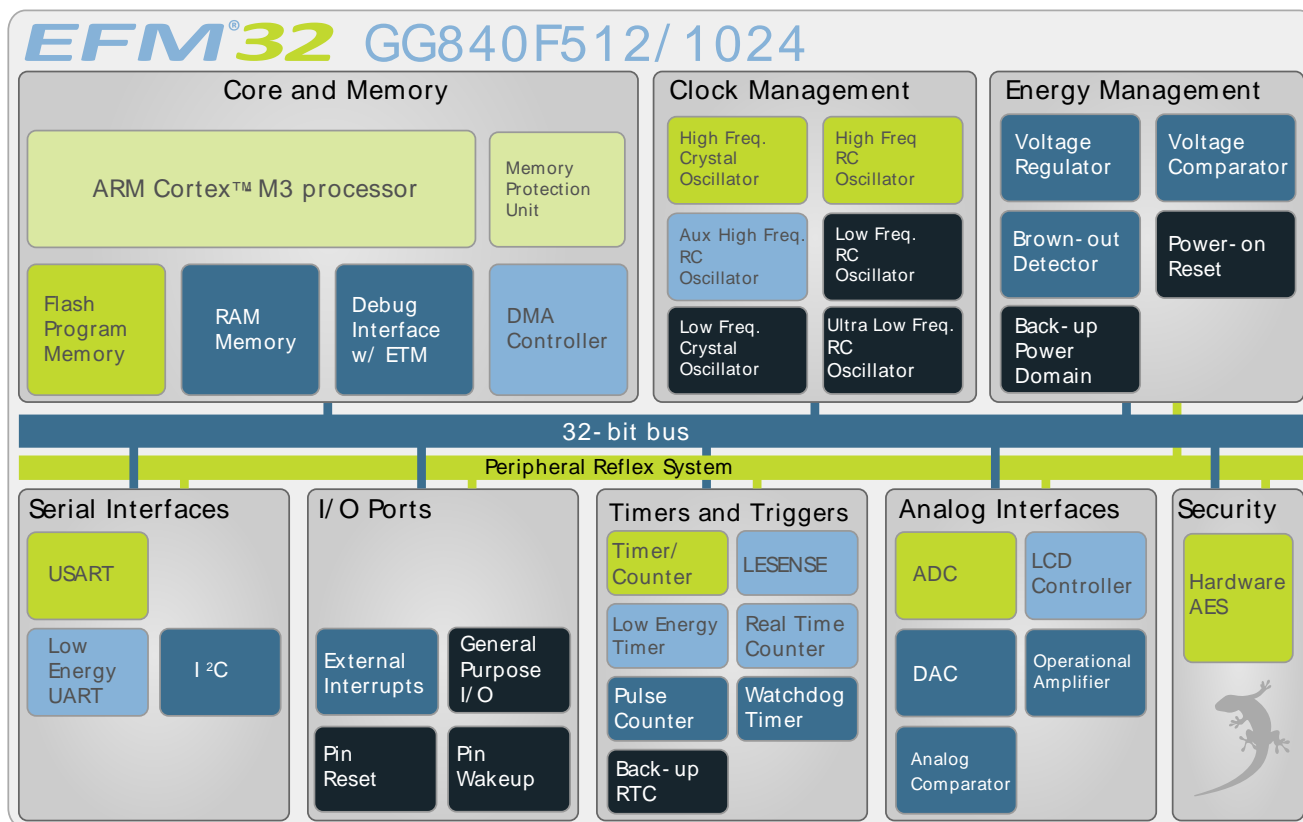 EFM®32 GG840F512/1024
Core and Memory
ARM Cortex™ M3 processor
Memory
Protection
Unit
Flash
Program
Memory
RAM
Memory
Debug
Interface
w/ ETM
DMA
Controller
Clock Management
High Freq.
Crystal
Oscillator
High Freq
RC
Oscillator
Aux High Freq.
RC
Oscillator
Low Freq.
RC
Oscillator
Low Freq.
Crystal
Oscillator
Ultra Low Freq.
RC
Oscillator
Energy Management
Voltage
Regulator
Voltage
Comparator
Brown-out
Detector
Power-on
Reset
Back-up
Power
Domain
32-bit bus
Peripheral Reflex System
Serial Interfaces
USART
Low
Energy
UART
I²C
I/O Ports
External
Interrupts
General
Purpose
I/O
Pin
Reset
Pin
Wakeup
Timers and Triggers
Timer/
Counter
LESENSE
Low Energy
Timer
Real Time
Counter
Pulse
Counter
Watchdog
Timer
Back-up
RTC
Analog Interfaces
ADC
LCD
Controller
DAC
Operational
Amplifier
Analog
Comparator
Security
Hardware
AES